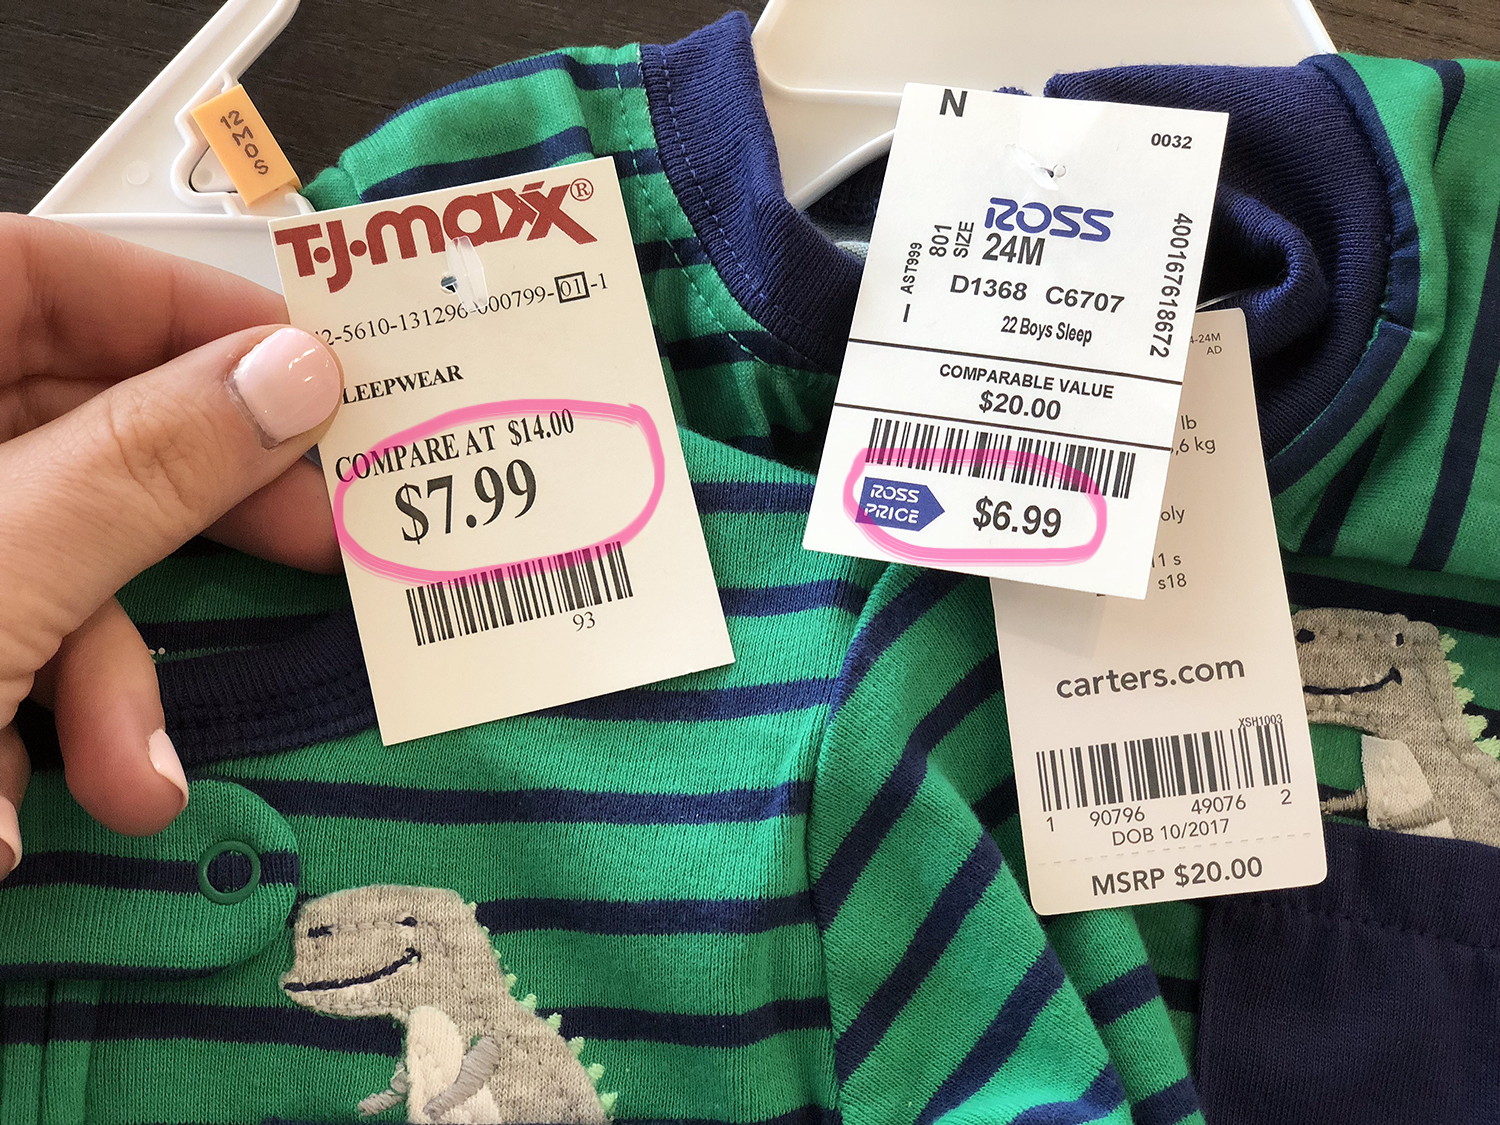 12 MOS
T·J·maxx®
2-5610-131296-000799-01-1
LEEPWEAR
COMPARE AT $14.00
$7.99
93
N
0032
ROSS
AST999
801
SIZE
24M
D1368 C6707
22 Boys Sleep
400167618672
COMPARABLE VALUE
$20.00
ROSS PRICE
$6.99
4-24M
AD
lb
,6 kg
oly
s18
carters.com
XSH1003
1 90796 49076 2
DOB 10/2017
MSRP $20.00